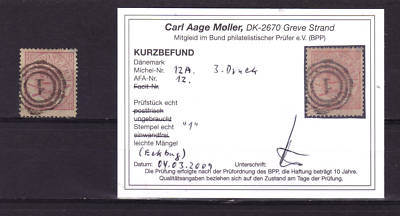 Carl Aage Møller, DK-2670 Greve Strand
Mitglied im Bund philatelistischer Prüfer e.V. (BPP)
KURZBEFUND
Dänemark
Michel-Nr. 12A. 3. Druck
AFA-Nr. 12.
Facit-Nr.
Prüfstück echt
postfrisch
ungebraucht
Stempel echt "1"
einwandfrei
leichte Mängel
(Eckbug)
Datum: 04.03.2009 Unterschrift:
Die Prüfung erfolgte nach der Prüfordnung des BPP, die Haftung beträgt 10 Jahre.
Qualitätsangaben beziehen sich auf den Zustand am Tage der Prüfung.